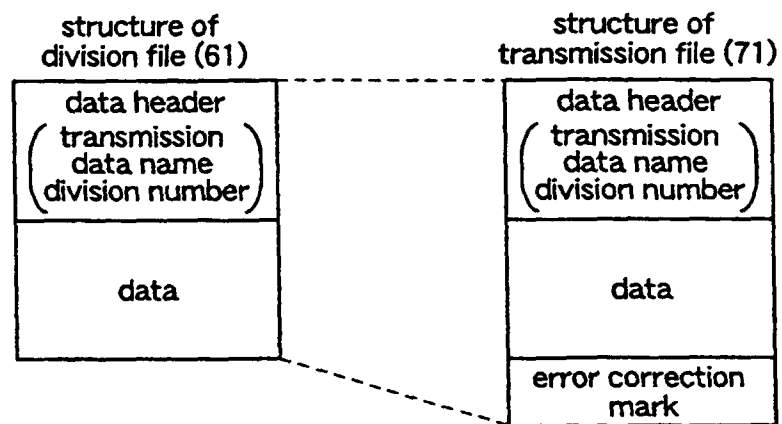 structure of
division file (61)
data header
transmission
data name
division number
data
structure of
transmission file (71)
data header
transmission
data name
division number
data
error correction
mark